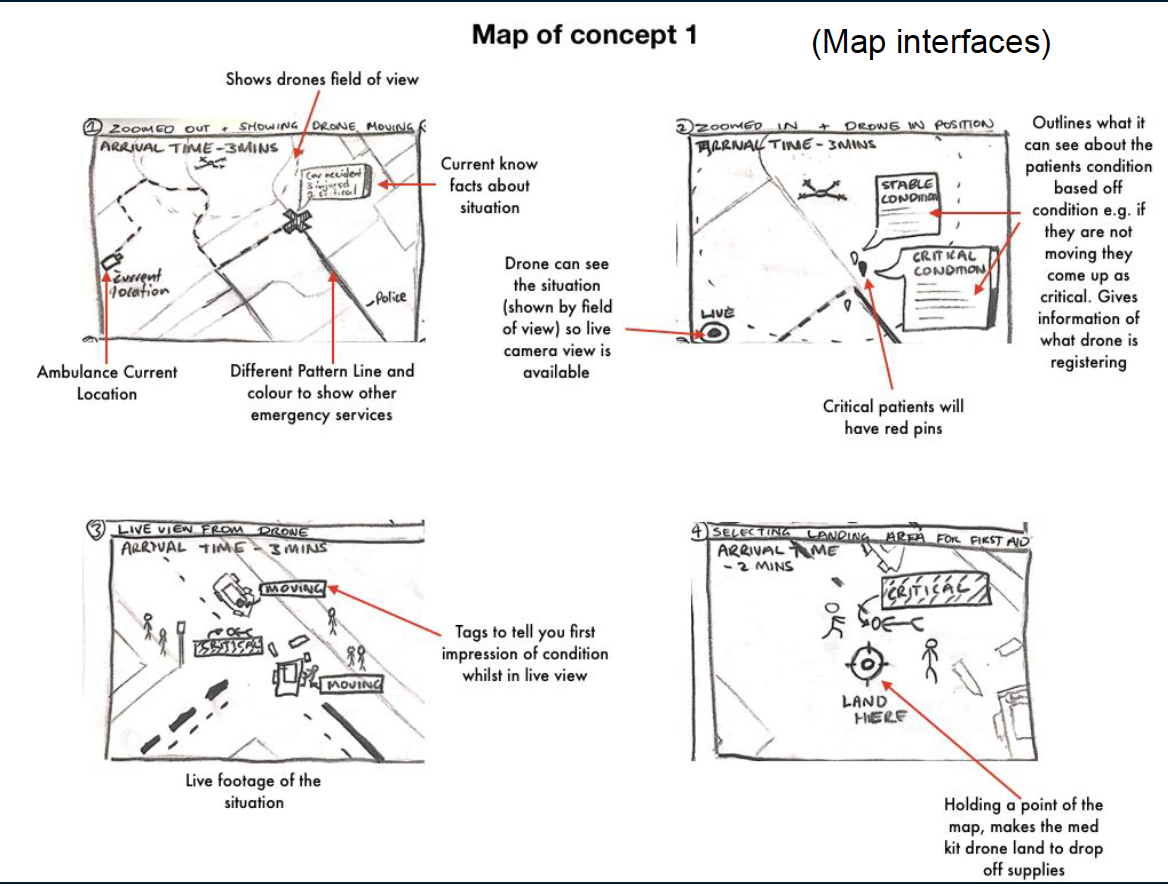 Map of concept 1
(Map interfaces)
Shows drones field of view
① ZOOMED OUT + SHOWING DRONE MOVING
ARRIVAL TIME - 3MINS
Car accident
3 injured
2 critical
Current know
facts about
situation
Current
location
Police
Ambulance Current
Location
Different Pattern Line and
colour to show other
emergency services
② ZOOMED IN + DRONE IN POSITION
ARRIVAL TIME - 3MINS
STABLE
CONDITION
CRITICAL
CONDITION
LIVE
Outlines what it
can see about the
patients condition
based off
condition e.g. if
they are not
moving they
come up as
critical. Gives
information of
what drone is
registering
Drone can see
the situation
(shown by field
of view) so live
camera view is
available
Critical patients will
have red pins
③ LIVE VIEW FROM DRONE
ARRIVAL TIME - 3 MINS
MOVING
CRITICAL
MOVING
Tags to tell you first
impression of condition
whilst in live view
Live footage of the
situation
④ SELECTING LANDING AREA FOR FIRST AID
ARRIVAL TIME
- 2 MINS
CRITICAL
LAND
HERE
Holding a point of the
map, makes the med
kit drone land to drop
off supplies